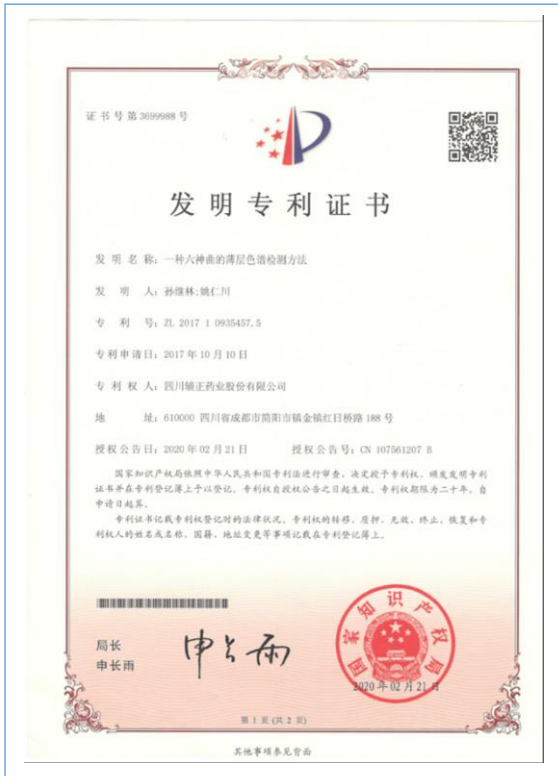 证书号第3699988号
发明专利证书
发明名称：一种六神曲的薄层色谱检测方法
发明人：孙继林;姚仁川
专利号：ZL 2017 1 0935457.5
专利申请日：2017年10月10日
专利权人：四川辅正药业股份有限公司
地址：610000 四川省成都市简阳市镇金镇红日桥路188号
授权公告日：2020年02月21日 授权公告号：CN 107561207 B
国家知识产权局依照中华人民共和国专利法进行审查，决定授予专利权，颁发发明专利
证书并在专利登记簿上予以登记。专利权自授权公告之日起生效。专利权期限为二十年，自
申请日起算。
专利证书记载专利权登记时的法律状况。专利权的转移、质押、无效、终止、恢复和专
利权人的姓名或名称、国籍、地址变更等事项记载在专利登记簿上。
局长
申长雨
申长雨
国家知识产权局
2020年02月21日
第1页(共2页)
其他事项参见背面